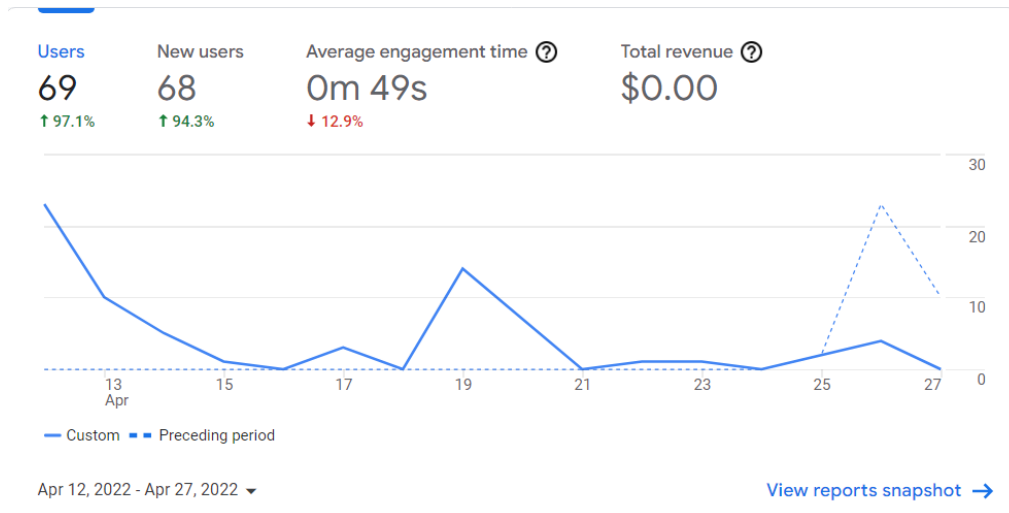 Users New users Average engagement time ? Total revenue ?
69 68 0m 49s $0.00
↑ 97.1% ↑ 94.3% ↓ 12.9%
30
20
10
0
13 15 17 19 21 23 25 27
Apr
Custom Preceding period
Apr 12, 2022 - Apr 27, 2022 View reports snapshot →